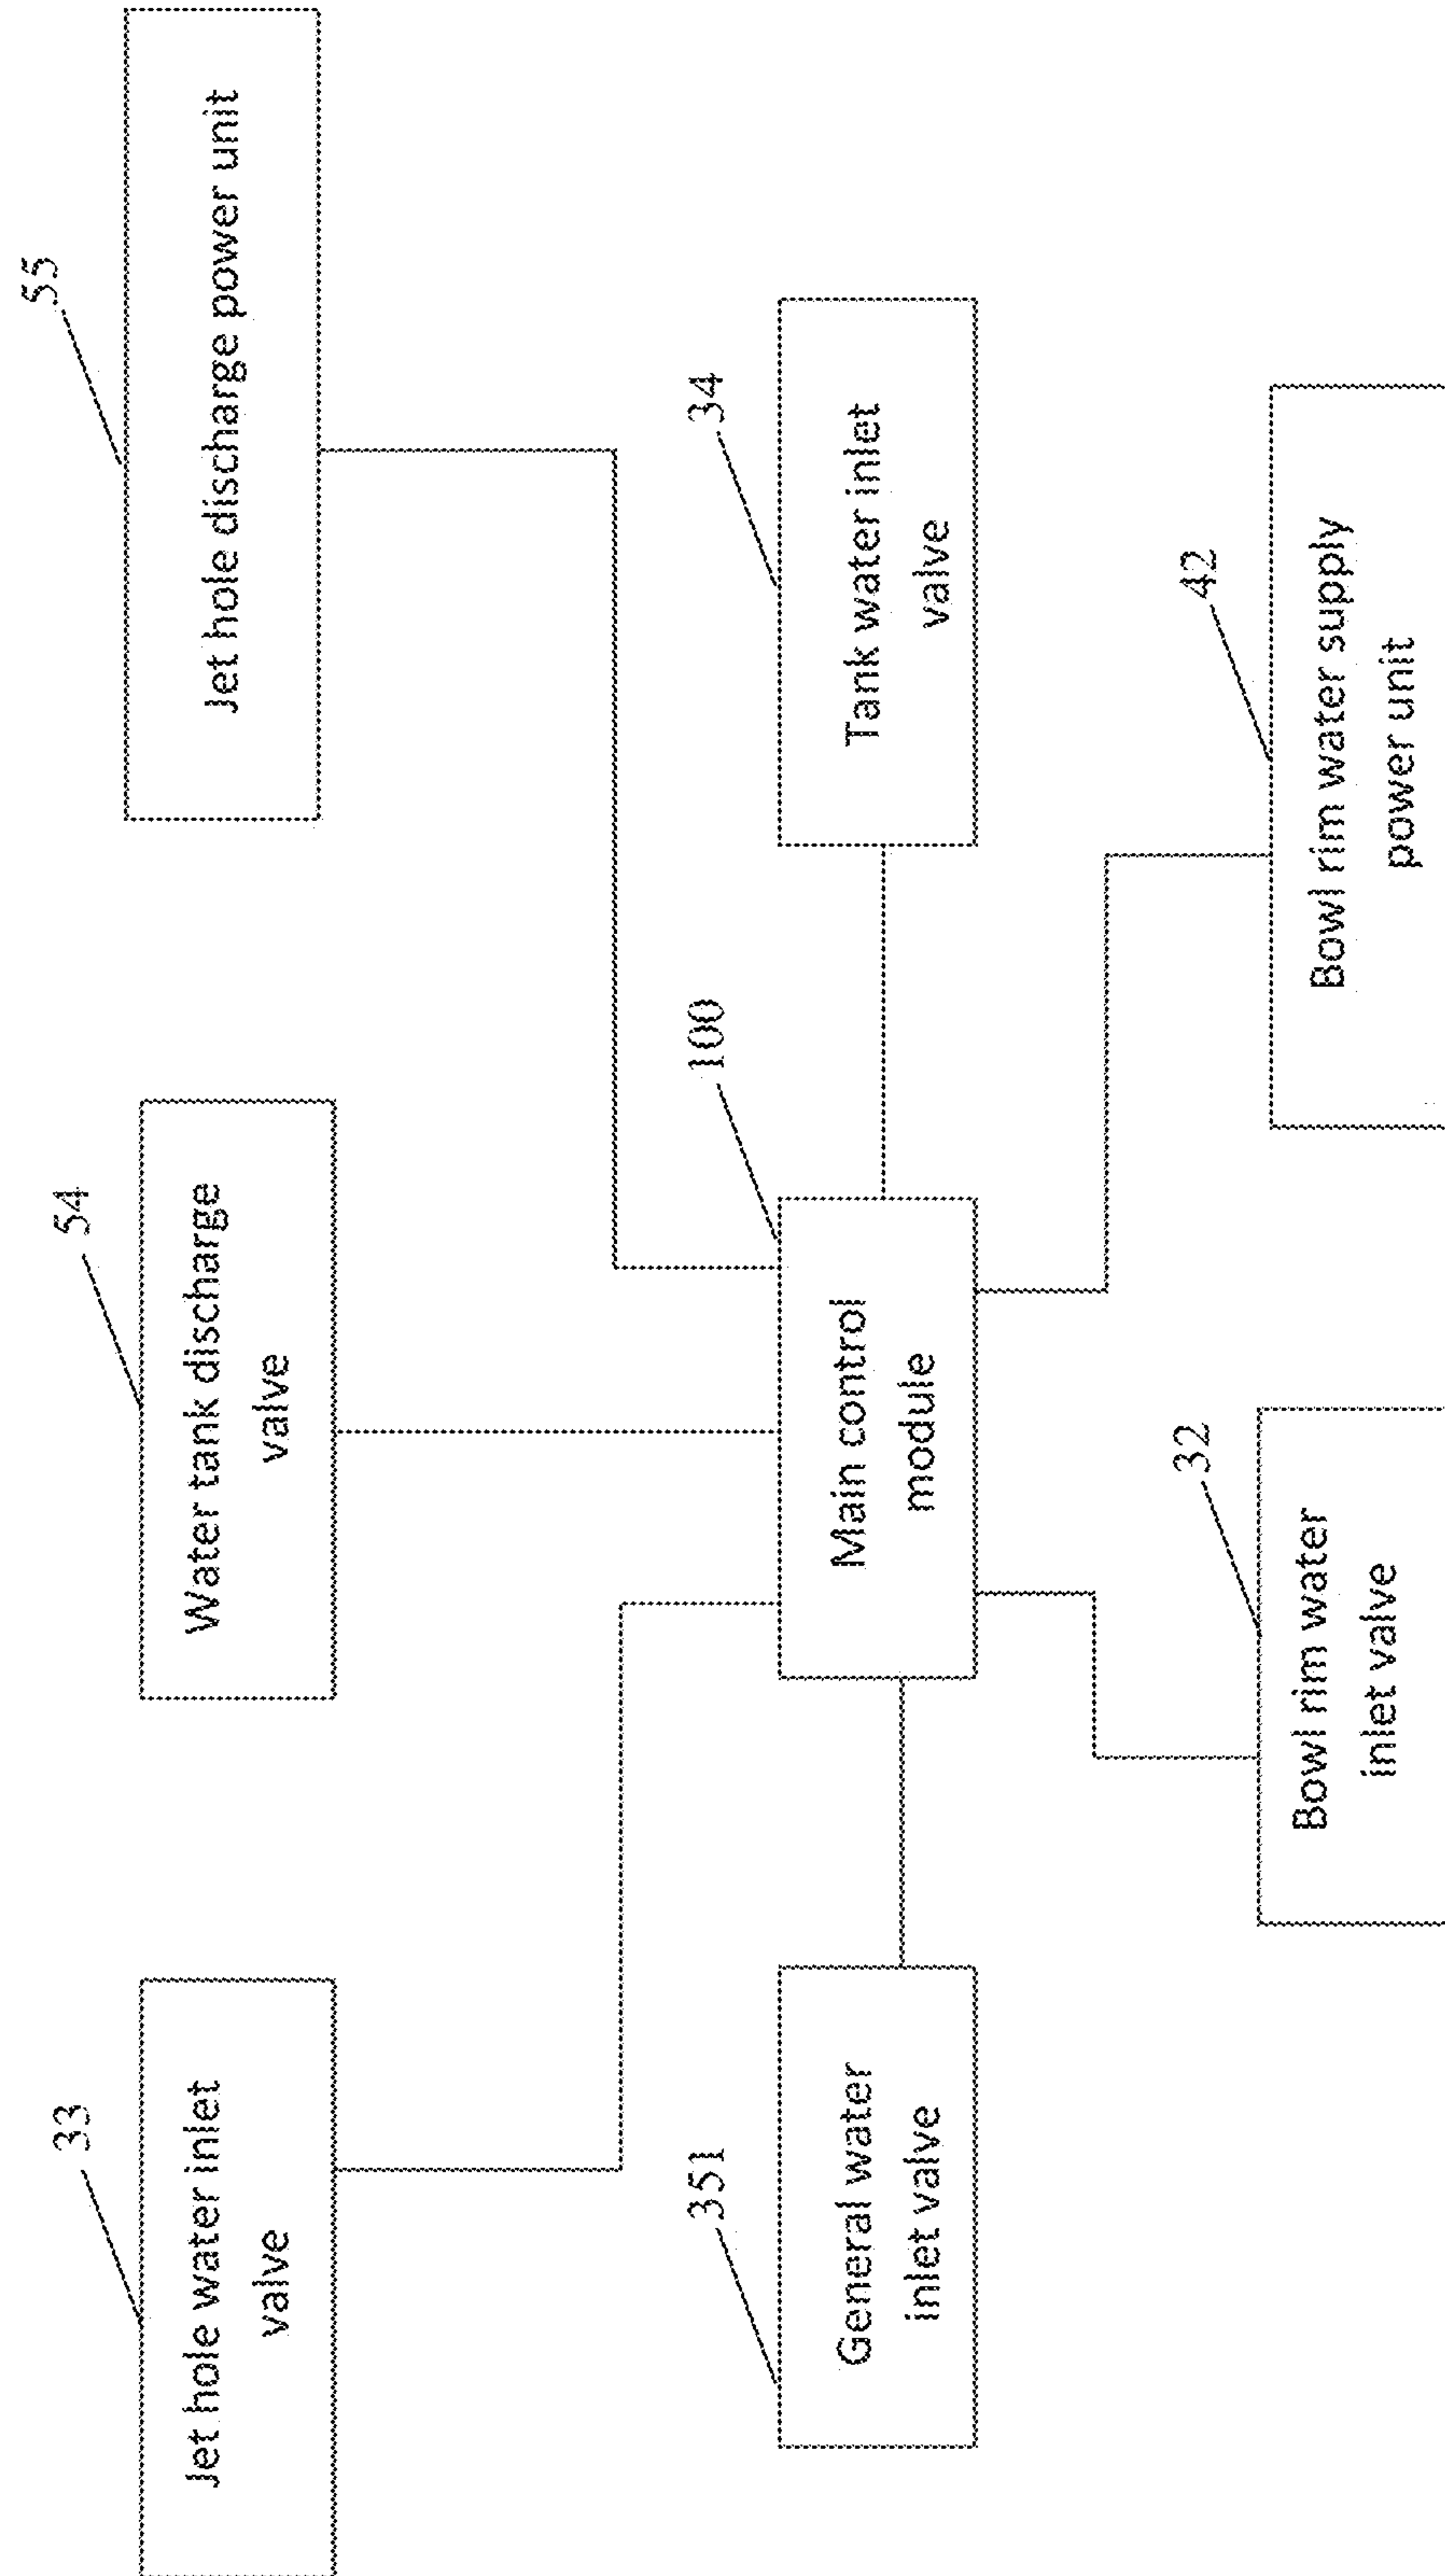 33
Jet hole water inlet
valve
54
Water tank discharge
valve
55
Jet hole discharge power unit
351
General water
inlet valve
100
Main control
module
34
Tank water inlet
valve
32
Bowl rim water
inlet valve
42
Bowl rim water supply
power unit